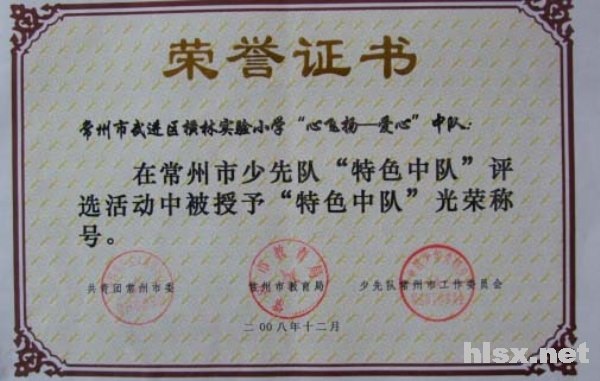 荣誉证书
常州市武进区横林实验小学“心飞扬—爱心”中队：
在常州市少先队“特色中队”评
选活动中被授予“特色中队”光荣称
号。
共青团常州市委 常州市教育局 少先队常州市工作委员会
二00八年十二月
hlsx.net